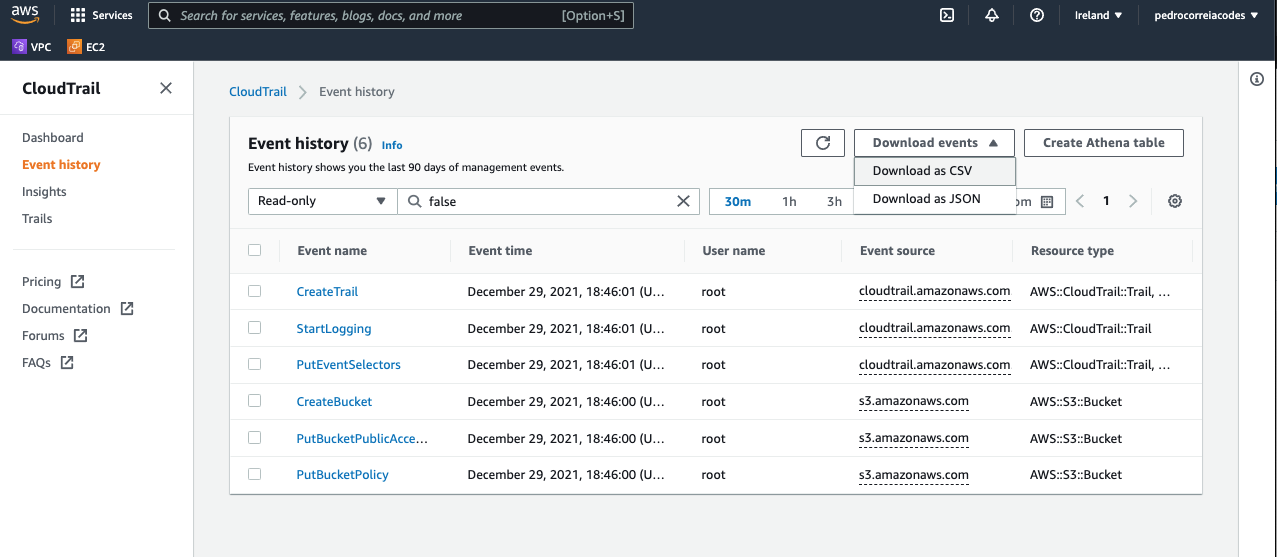 aws Services Search for services, features, blogs, docs, and more [Option+S] Ireland pedrocorreiacodes
VPC EC2
CloudTrail
Dashboard
Event history
Insights
Trails
Pricing
Documentation
Forums
FAQs
CloudTrail Event history
Event history (6) Info Download events Create Athena table
Event history shows you the last 90 days of management events.
Download as CSV
Download as JSON
Read-only false 30m 1h 3h om 1
Event name Event time User name Event source Resource type
CreateTrail December 29, 2021, 18:46:01 (U... root cloudtrail.amazonaws.com AWS::CloudTrail::Trail, ...
StartLogging December 29, 2021, 18:46:01 (U... root cloudtrail.amazonaws.com AWS::CloudTrail::Trail
PutEventSelectors December 29, 2021, 18:46:01 (U... root cloudtrail.amazonaws.com AWS::CloudTrail::Trail, ...
CreateBucket December 29, 2021, 18:46:00 (U... root s3.amazonaws.com AWS::S3::Bucket
PutBucketPublicAcce... December 29, 2021, 18:46:00 (U... root s3.amazonaws.com AWS::S3::Bucket
PutBucketPolicy December 29, 2021, 18:46:00 (U... root s3.amazonaws.com AWS::S3::Bucket